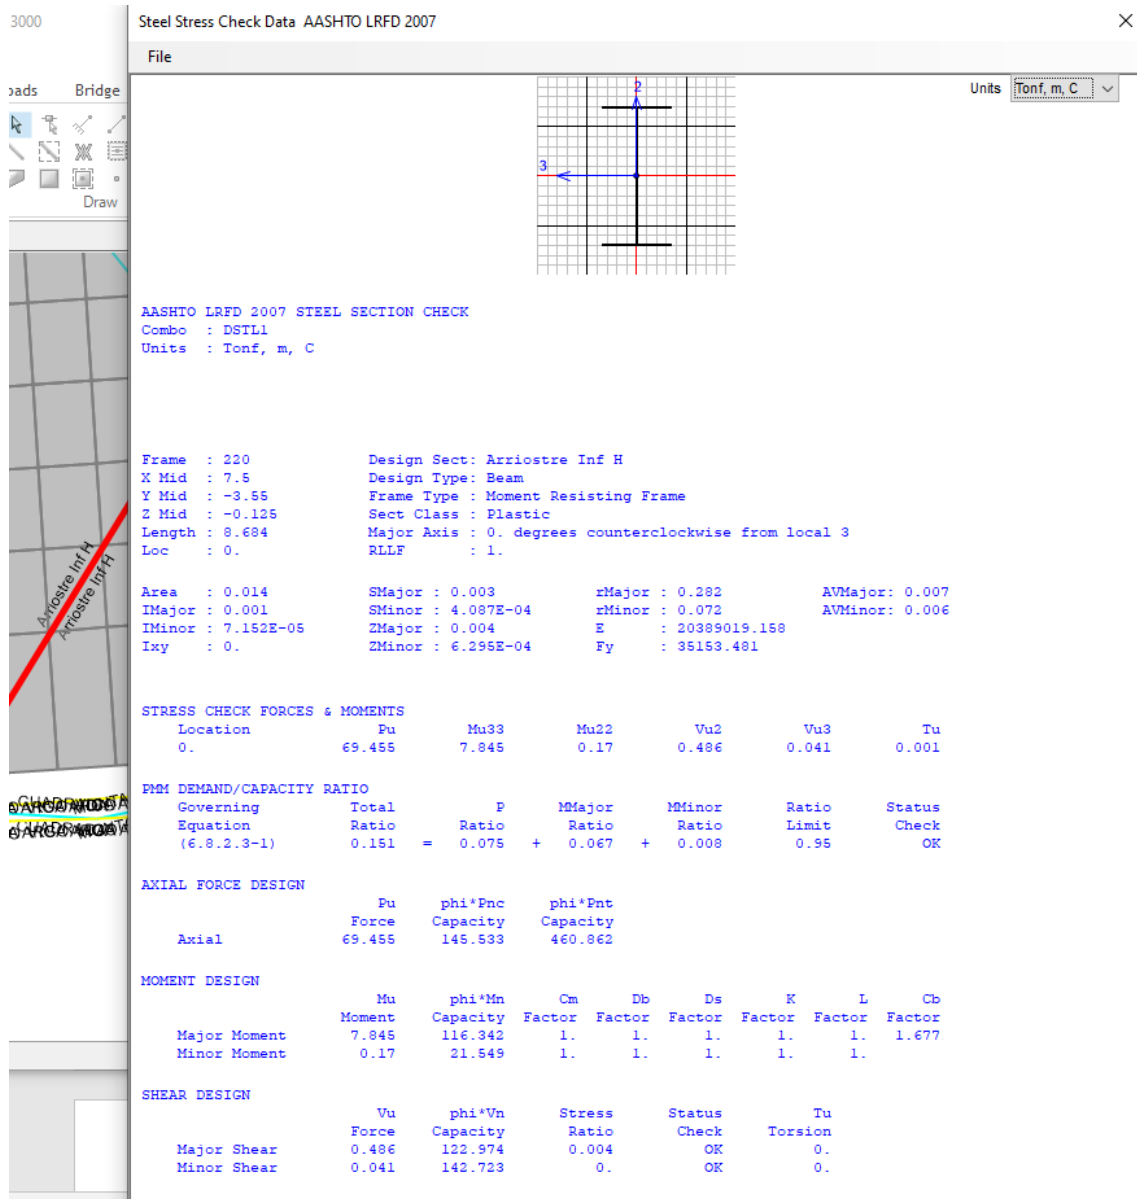 3000
Steel Stress Check Data AASHTO LRFD 2007
File
oads Bridge
Draw
Units Tonf, m, C
2
3
AASHTO LRFD 2007 STEEL SECTION CHECK
Combo : DSTL1
Units : Tonf, m, C
Frame : 220 Design Sect: Arriostre Inf H
X Mid : 7.5 Design Type: Beam
Y Mid : -3.55 Frame Type : Moment Resisting Frame
Z Mid : -0.125 Sect Class : Plastic
Length : 8.684 Major Axis : 0. degrees counterclockwise from local 3
Loc : 0. RLLF : 1.
Area : 0.014 SMajor : 0.003 rMajor : 0.282 AVMajor: 0.007
IMajor : 0.001 SMinor : 4.087E-04 rMinor : 0.072 AVMinor: 0.006
IMinor : 7.152E-05 ZMajor : 0.004 E : 20389019.158
Ixy : 0. ZMinor : 6.295E-04 Fy : 35153.481
STRESS CHECK FORCES & MOMENTS
Location Pu Mu33 Mu22 Vu2 Vu3 Tu
0. 69.455 7.845 0.17 0.486 0.041 0.001
PMM DEMAND/CAPACITY RATIO
Governing Total P MMajor MMinor Ratio Status
Equation Ratio Ratio Ratio Ratio Limit Check
(6.8.2.3-1) 0.151 = 0.075 + 0.067 + 0.008 0.95 OK
AXIAL FORCE DESIGN
Pu phi*Pnc phi*Pnt
Force Capacity Capacity
Axial 69.455 145.533 460.862
MOMENT DESIGN
Mu phi*Mn Cm Db Ds K L Cb
Moment Capacity Factor Factor Factor Factor Factor Factor
Major Moment 7.845 116.342 1. 1. 1. 1. 1. 1.677
Minor Moment 0.17 21.549 1. 1. 1. 1. 1.
SHEAR DESIGN
Vu phi*Vn Stress Status Tu
Force Capacity Ratio Check Torsion
Major Shear 0.486 122.974 0.004 OK 0.
Minor Shear 0.041 142.723 0. OK 0.
Arriostre Inf H
Arriostre Inf H